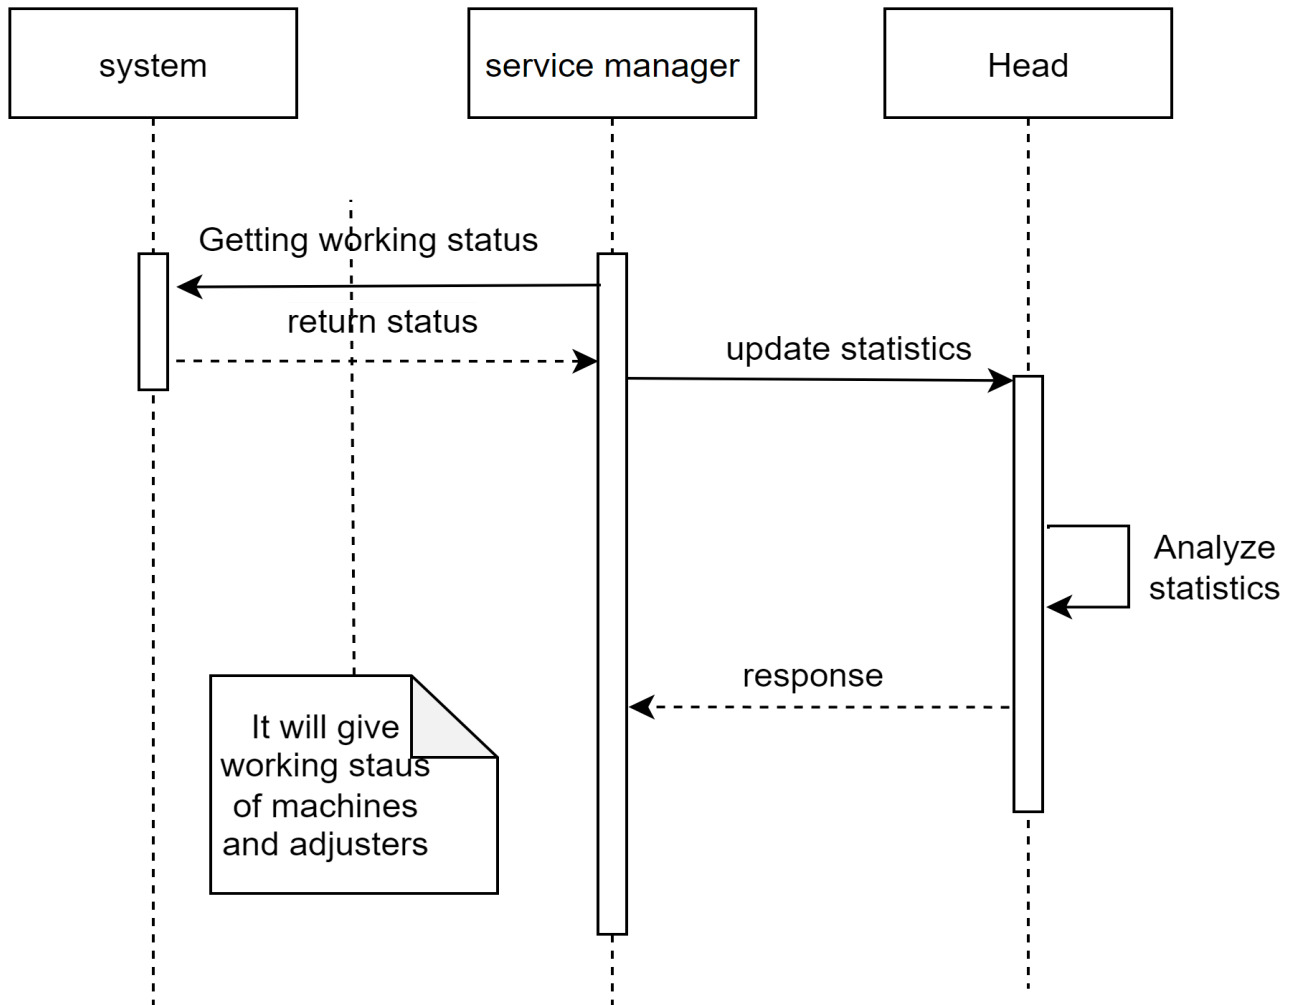 system
service manager
Head
Getting working status
return status
update statistics
Analyze
statistics
response
It will give
working staus
of machines
and adjusters